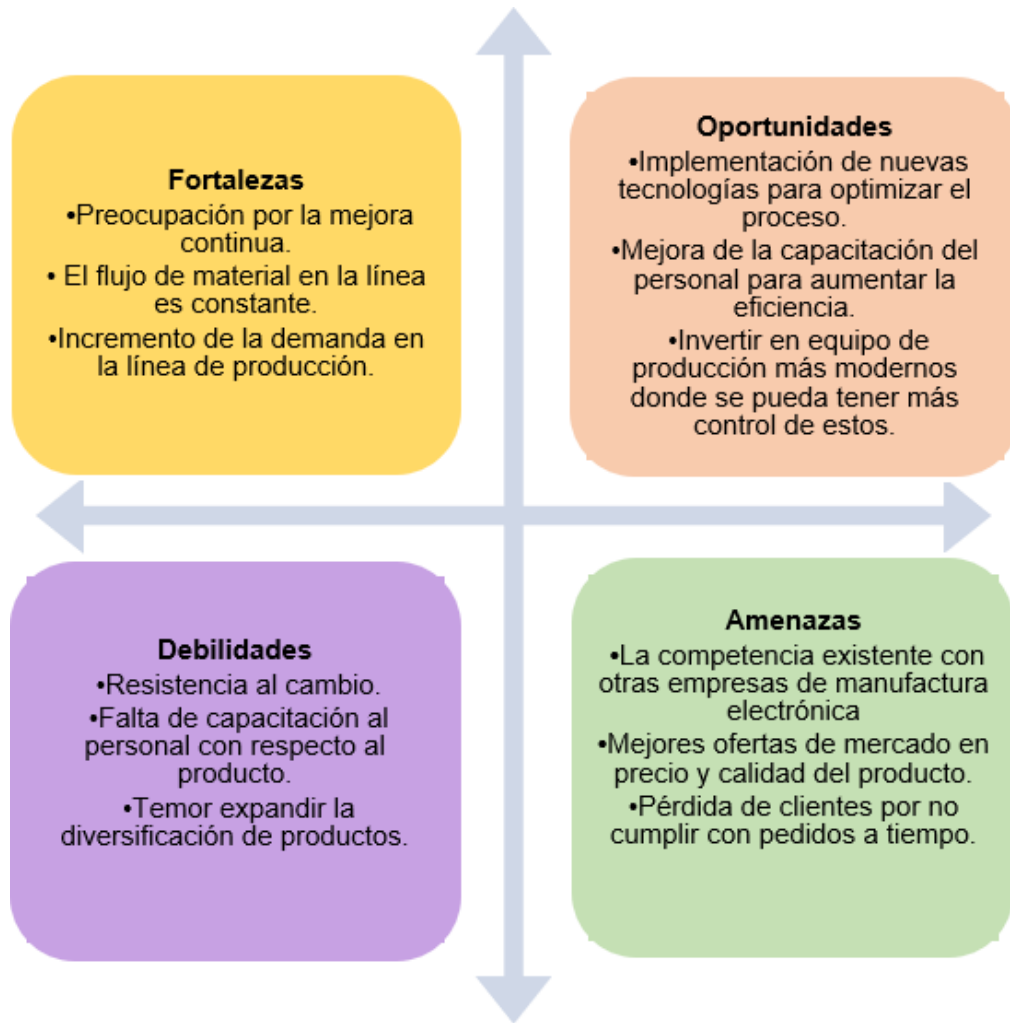 Fortalezas
•Preocupación por la mejora
continua.
• El flujo de material en la línea
es constante.
•Incremento de la demanda en
la línea de producción.
Oportunidades
•Implementación de nuevas
tecnologías para optimizar el
proceso.
•Mejora de la capacitación del
personal para aumentar la
eficiencia.
•Invertir en equipo de
producción más modernos
donde se pueda tener más
control de estos.
Debilidades
•Resistencia al cambio.
•Falta de capacitación al
personal con respecto al
producto.
•Temor expandir la
diversificación de productos.
Amenazas
•La competencia existente con
otras empresas de manufactura
electrónica
•Mejores ofertas de mercado en
precio y calidad del producto.
•Pérdida de clientes por no
cumplir con pedidos a tiempo.